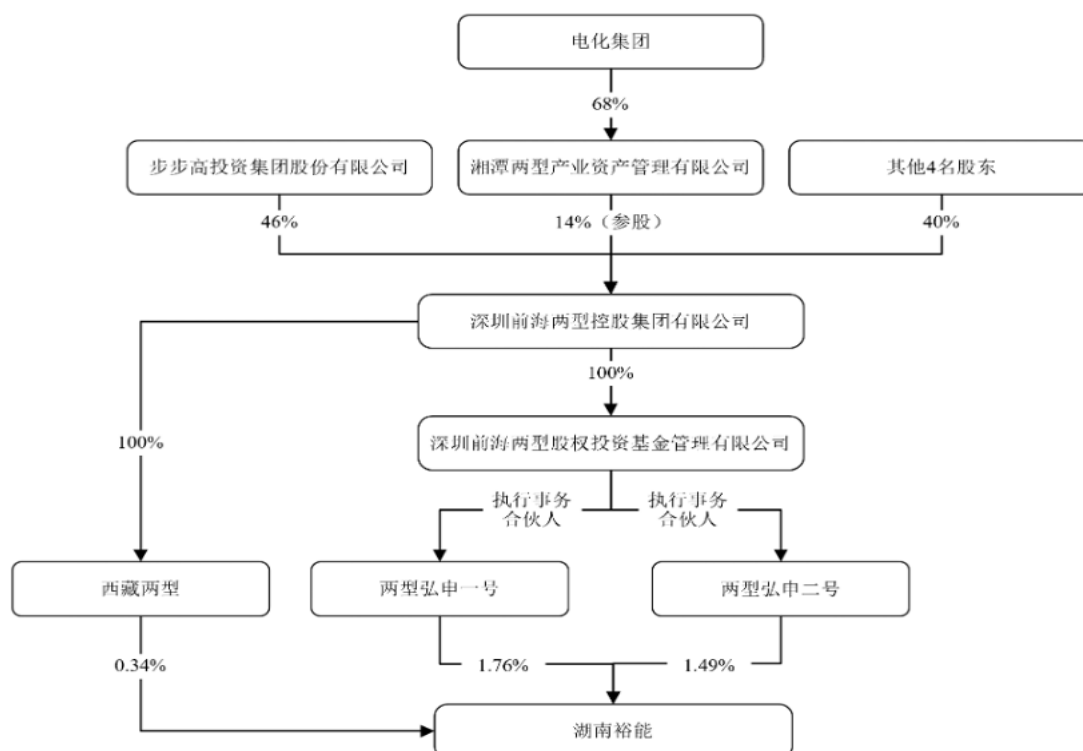 电化集团
68%
步步高投资集团股份有限公司
湘潭两型产业资产管理有限公司
其他4名股东
46%
14%（参股）
40%
深圳前海两型控股集团有限公司
100%
深圳前海两型股权投资基金管理有限公司
100%
执行事务
合伙人
执行事务
合伙人
西藏两型
两型弘申一号
两型弘申二号
0.34%
1.76%
1.49%
湖南裕能